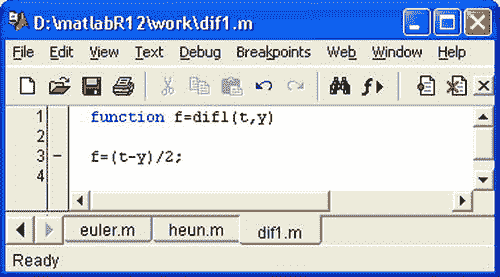 D:\matlabR12\work\dif1.m
File Edit View Text Debug Breakpoints Web Window Help
1 function f=dif1(t,y)
2
3 - f=(t-y)/2;
4
euler.m heun.m dif1.m
Ready